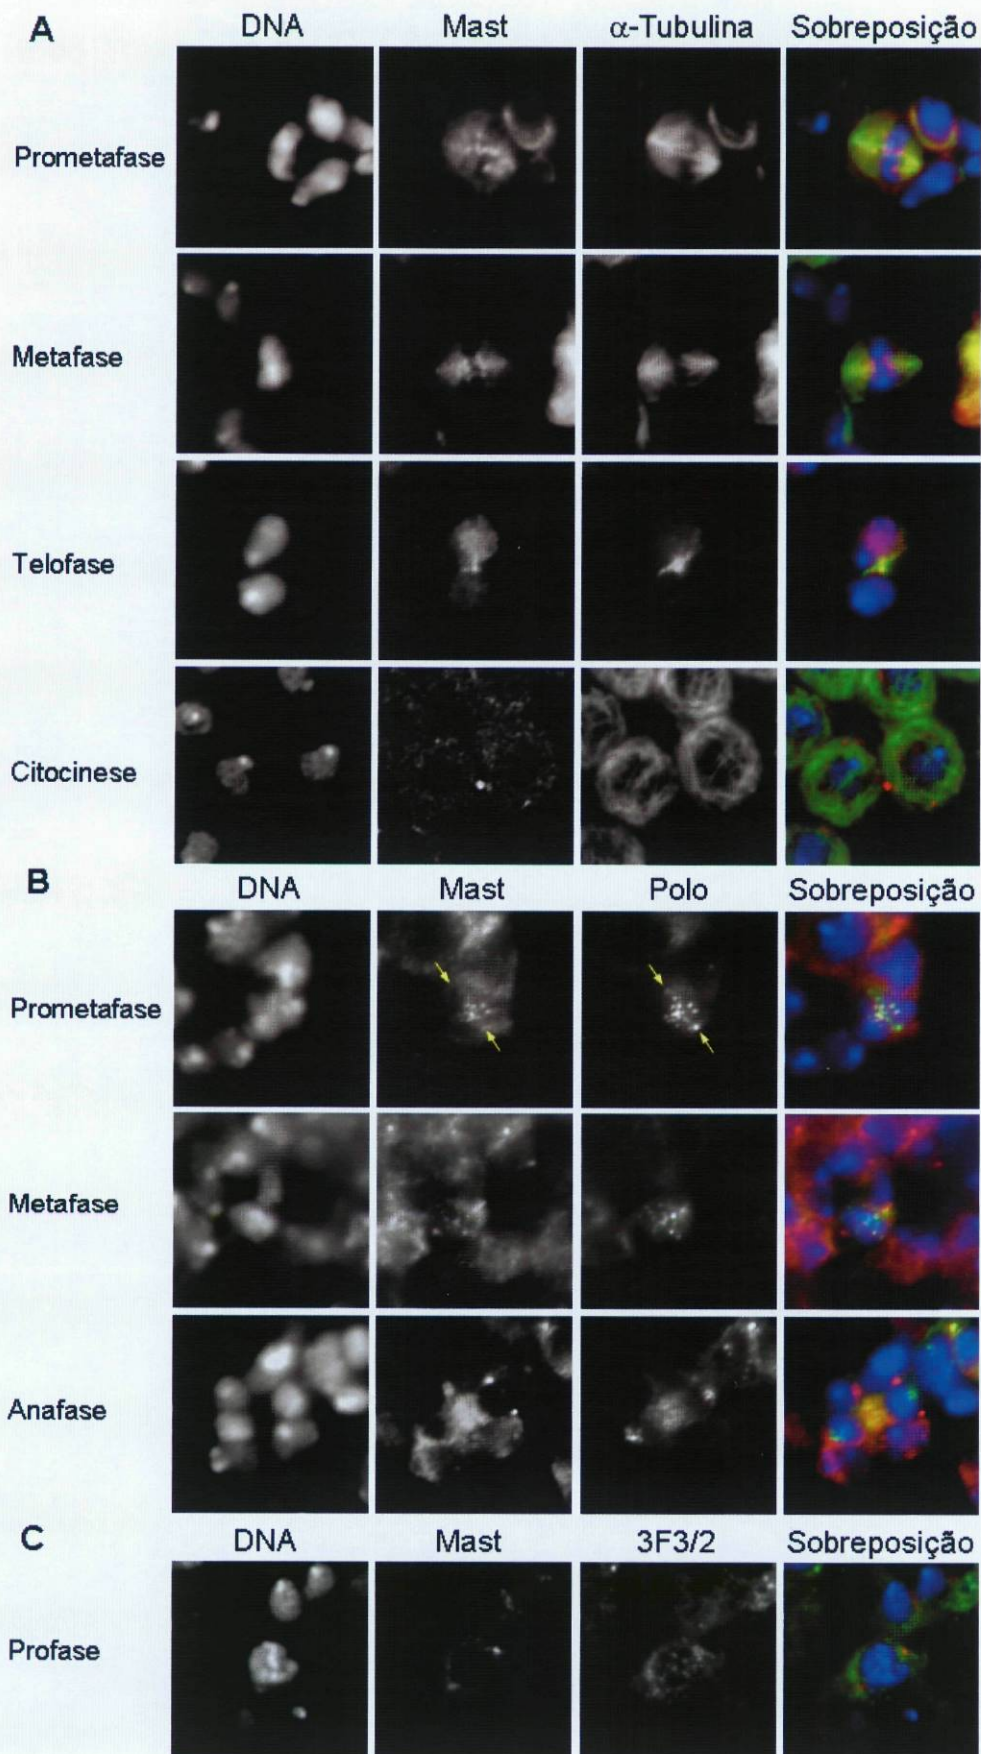 A
DNA Mast α-Tubulina Sobreposição
Prometafase
Metafase
Telofase
Citocinese
B
DNA Mast Polo Sobreposição
Prometafase
Metafase
Anafase
C
DNA Mast 3F3/2 Sobreposição
Profase